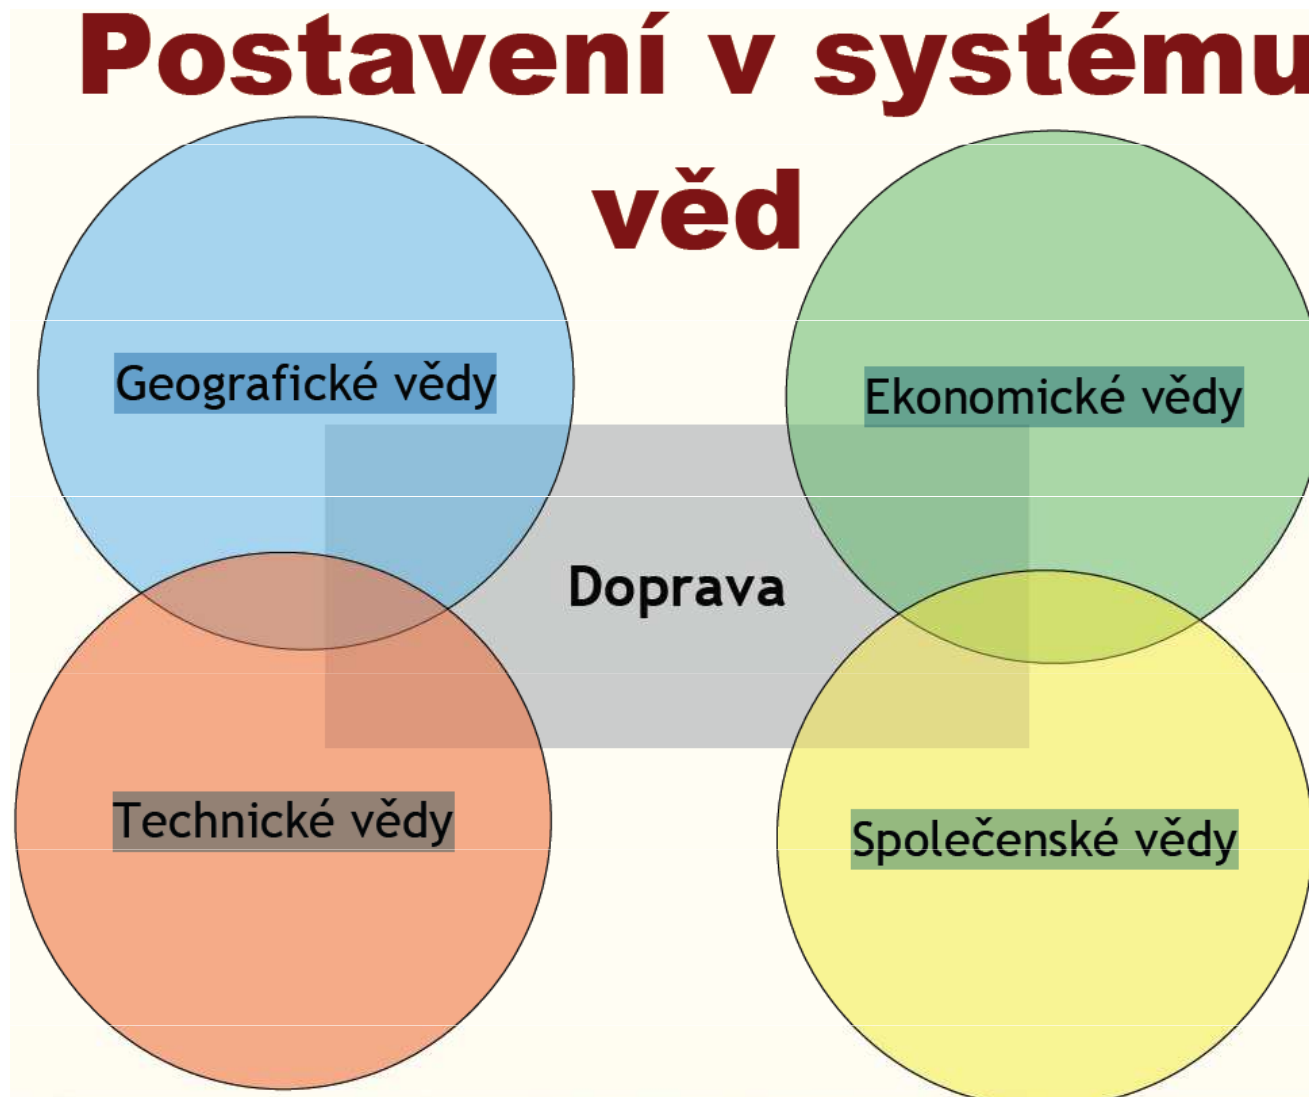 Postavení v systému
věd
Geografické vědy
Ekonomické vědy
Doprava
Technické vědy
Společenské vědy